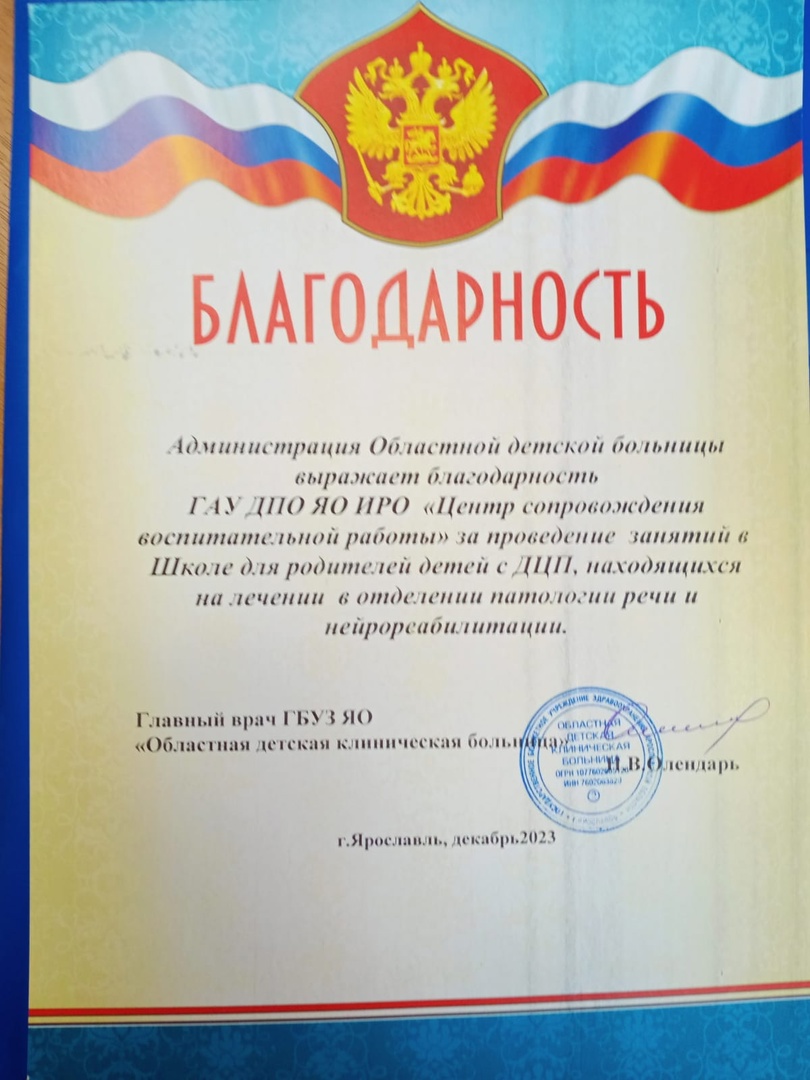 БЛАГОДАРНОСТЬ
Администрация Областной детской больницы
выражает благодарность
ГАУ ДПО ЯО ИРО «Центр сопровождения
воспитательной работы» за проведение занятий в
Школе для родителей детей с ДЦП, находящихся
на лечении в отделении патологии речи и
нейрореабилитации.
Главный врач ГБУЗ ЯО
«Областная детская клиническая больница»
ОБЛАСТНАЯ
ДЕТСКАЯ
КЛИНИЧЕСКАЯ
БОЛЬНИЦА
ОГРН
ИНН
Олендарь
г.Ярославль, декабрь2023